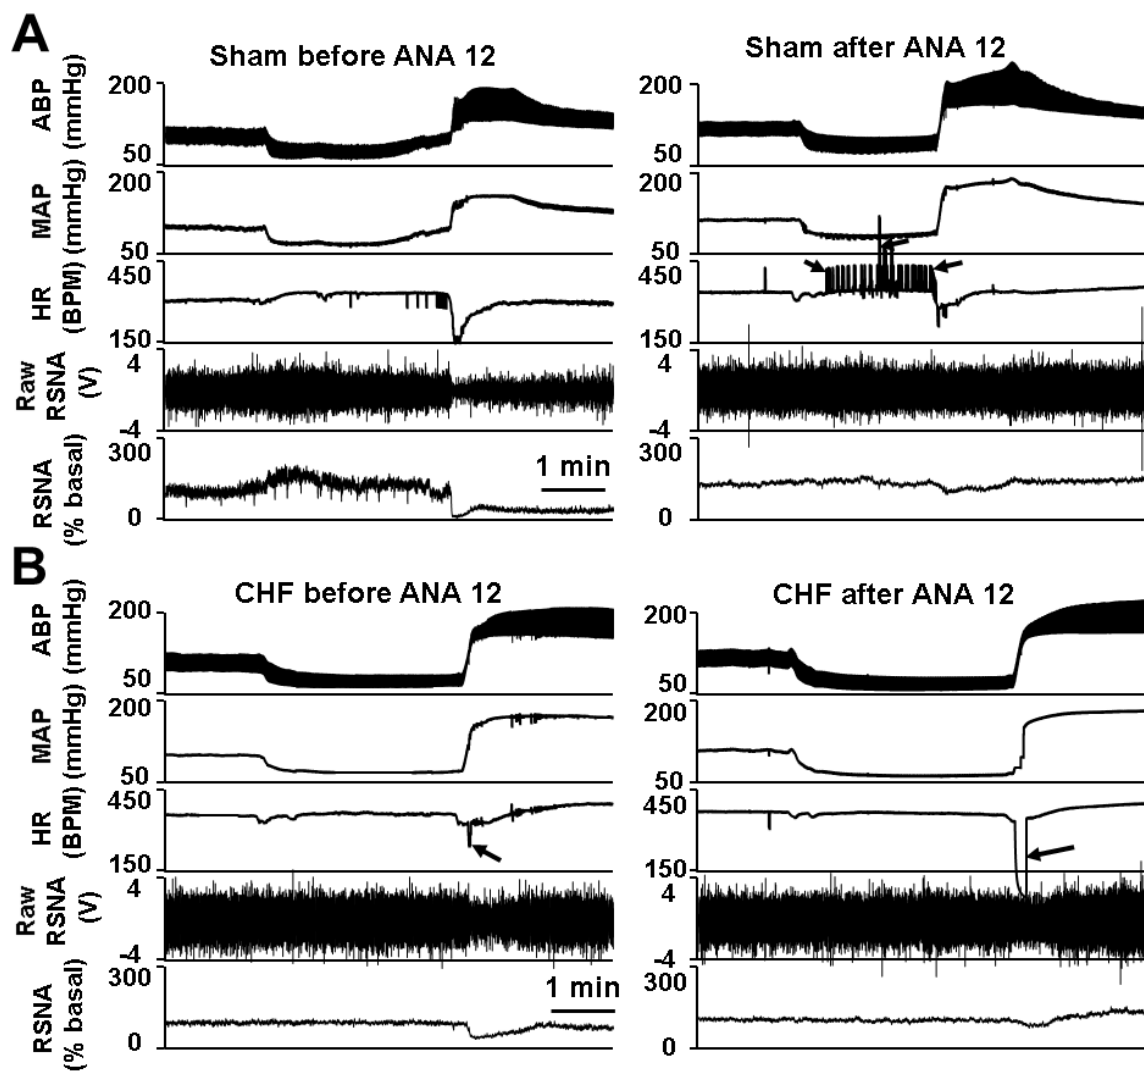 A
Sham before ANA 12
Sham after ANA 12
ABP
(mmHg)
200
50
200
50
MAP
(mmHg)
200
50
200
50
HR
(BPM)
450
150
450
150
Raw
RSNA
(V)
4
-4
4
-4
RSNA
(% basal)
300
0
1 min
300
0
B
CHF before ANA 12
CHF after ANA 12
ABP
(mmHg)
200
50
200
50
MAP
(mmHg)
200
50
200
50
HR
(BPM)
450
150
450
150
Raw
RSNA
(V)
4
-4
4
-4
RSNA
(% basal)
300
0
1 min
300
0